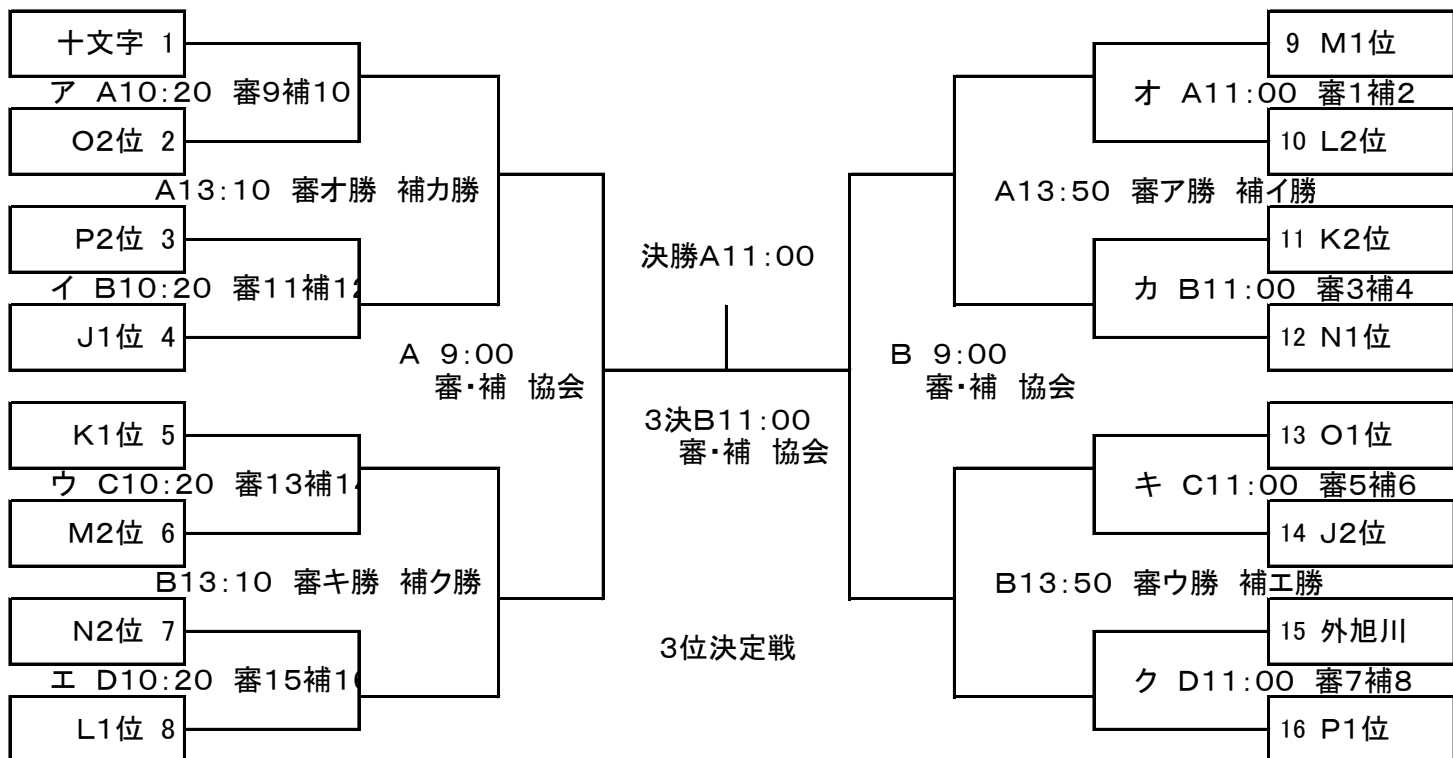 十文字 1
ア A10:20 審9補10
O2位 2
A13:10 審オ勝 補カ勝
P2位 3
イ B10:20 審11補12
J1位 4
A 9:00
審・補 協会
K1位 5
ウ C10:20 審13補14
M2位 6
B13:10 審キ勝 補ク勝
N2位 7
エ D10:20 審15補16
L1位 8
決勝A11:00
3決B11:00
審・補 協会
3位決定戦
9 M1位
オ A11:00 審1補2
10 L2位
A13:50 審ア勝 補イ勝
11 K2位
カ B11:00 審3補4
12 N1位
B 9:00
審・補 協会
13 O1位
キ C11:00 審5補6
14 J2位
B13:50 審ウ勝 補エ勝
15 外旭川
ク D11:00 審7補8
16 P1位